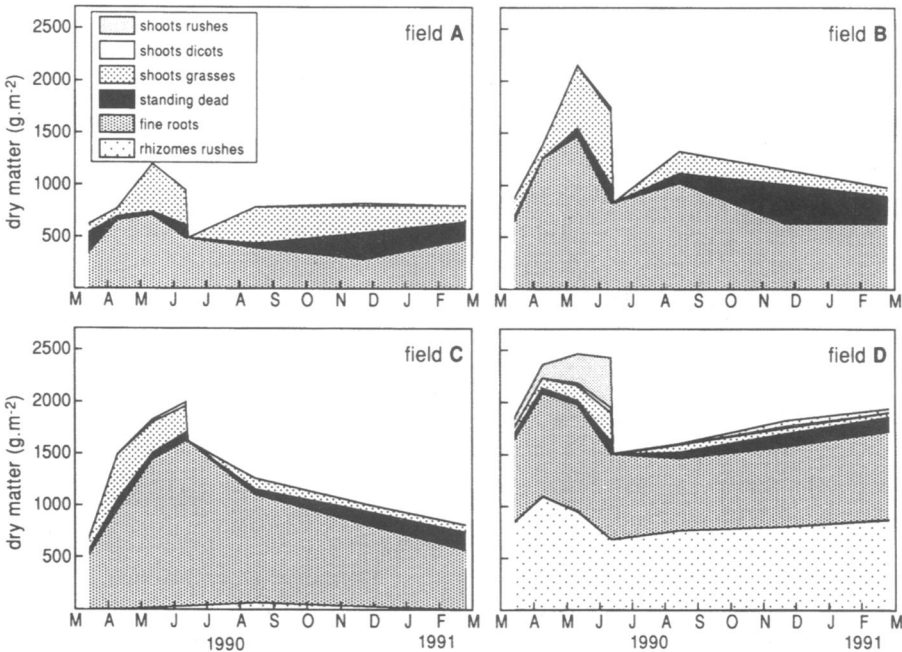 2500
2000
1500
1000
500
dry matter (g.m-2)
shoots rushes
shoots dicots
shoots grasses
standing dead
fine roots
rhizomes rushes
field A
M A M J J A S O N D J F M
field B
M A M J J A S O N D J F M
2500
2000
1500
1000
500
dry matter (g.m-2)
field C
M A M J J A S O N D J F M
1990 1991
field D
M A M J J A S O N D J F M
1990 1991